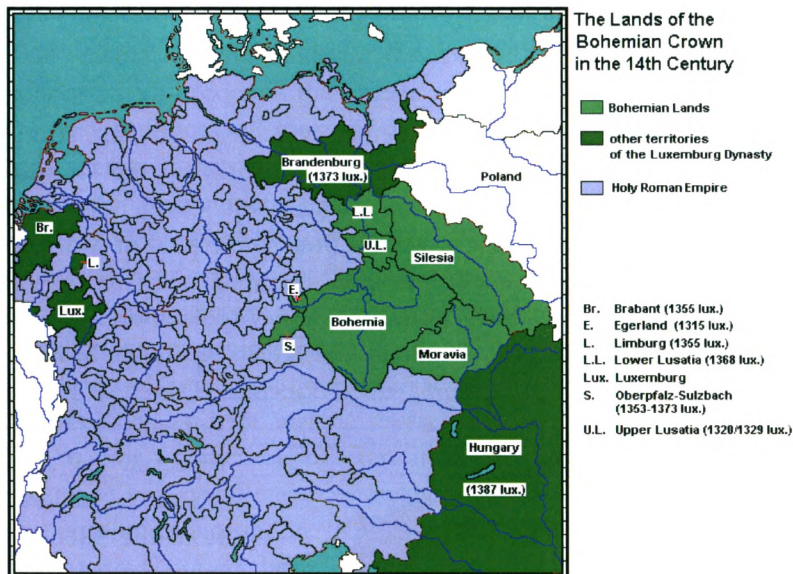 The Lands of the
Bohemian Crown
in the 14th Century
Bohemian Lands
other territories
of the Luxemburg Dynasty
Holy Roman Empire
Brandenburg
(1373 lux.)
Poland
L.L.
Br.
U.L.
Silesia
L.
E.
Lux.
Bohemia
S.
Moravia
Hungary
(1387 lux.)
Br. Brabant (1355 lux.)
E. Egerland (1315 lux.)
L. Limburg (1355 lux.)
L.L. Lower Lusatia (1368 lux.)
Lux. Luxemburg
S. Oberpfalz-Sulzbach
(1353-1373 lux.)
U.L. Upper Lusatia (1320/1329 lux.)